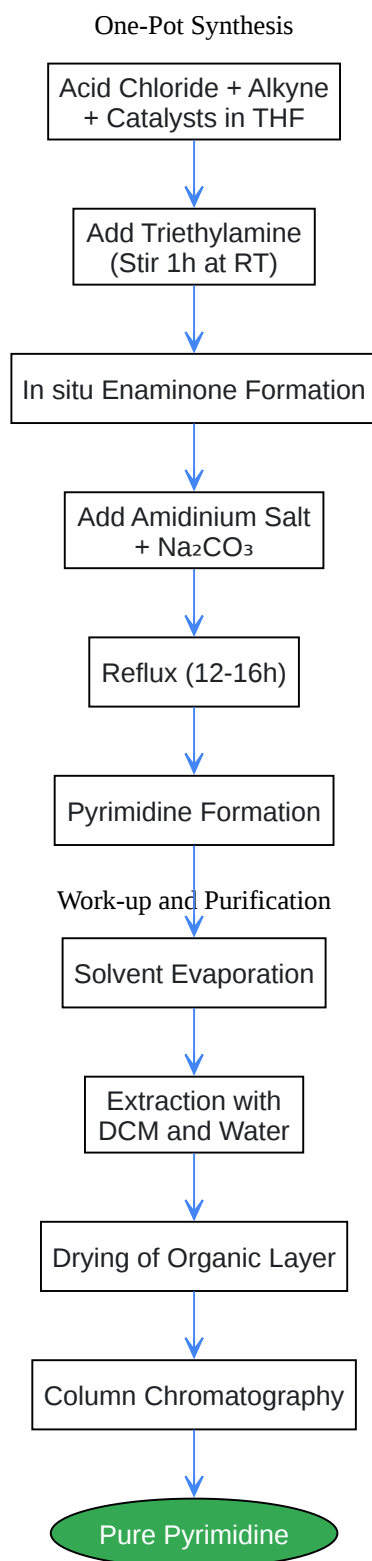 One-Pot Synthesis
Acid Chloride + Alkyne
+ Catalysts in THF
Add Triethylamine
(Stir 1h at RT)
In situ Enaminone Formation
Add Amidinium Salt
+ Na₂CO₃
Reflux (12-16h)
Pyrimidine Formation
Work-up and Purification
Solvent Evaporation
Extraction with
DCM and Water
Drying of Organic Layer
Column Chromatography
Pure Pyrimidine